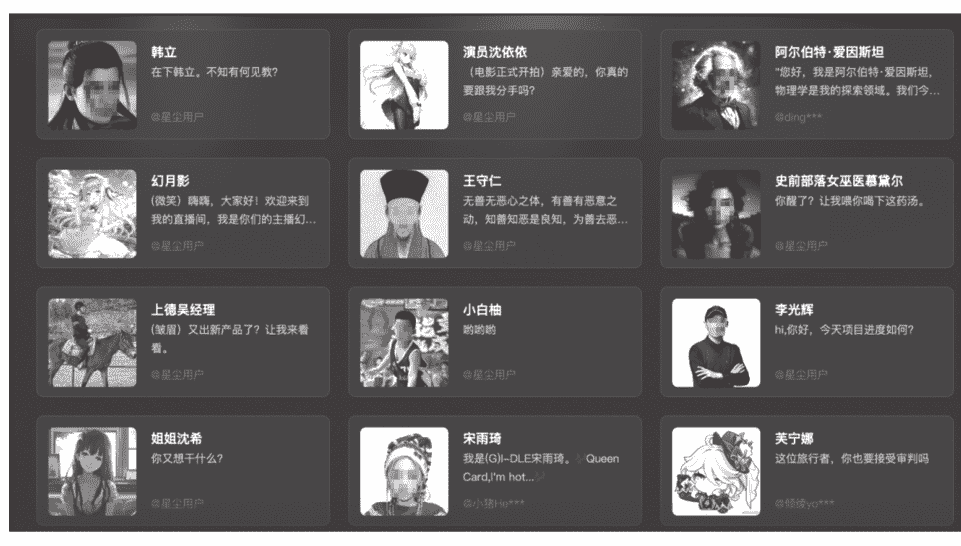 韩立
在下韩立。不知有何见教？
@星尘用户
演员沈依依
（电影正式开拍）亲爱的，你真的
要跟我分手吗？
@星尘用户
阿尔伯特·爱因斯坦
“您好，我是阿尔伯特·爱因斯坦，
物理学是我的探索领域。我们今...
@ding***
幻月影
(微笑) 嗨嗨，大家好！欢迎来到
我的直播间，我是你们的主播幻...
@星尘用户
王守仁
无善无恶心之体，有善有恶意之
动，知善知恶是良知，为善去恶...
@星尘用户
史前部落女巫医慕黛尔
你醒了？让我喂你喝下这药汤。
@星尘用户
上德吴经理
(皱眉）又出新产品了？让我来看
看。
@星尘用户
小白柚
哟哟哟
@星尘用户
李光辉
hi,你好，今天项目进度如何？
@星尘用户
姐姐沈希
你又想干什么？
@星尘用户
宋雨琦
我是(G)I-DLE宋雨琦。Queen
Card,I'm hot...
@小猪He***
芙宁娜
这位旅行者，你也要接受审判吗